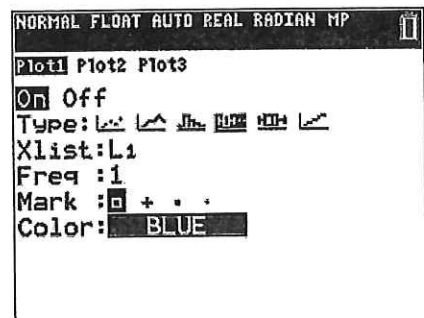 NORMAL FLOAT AUTO REAL RADIAN MP
Plot1 Plot2 Plot3
On Off
Type:
Xlist:L1
Freq :1
Mark :
Color: BLUE